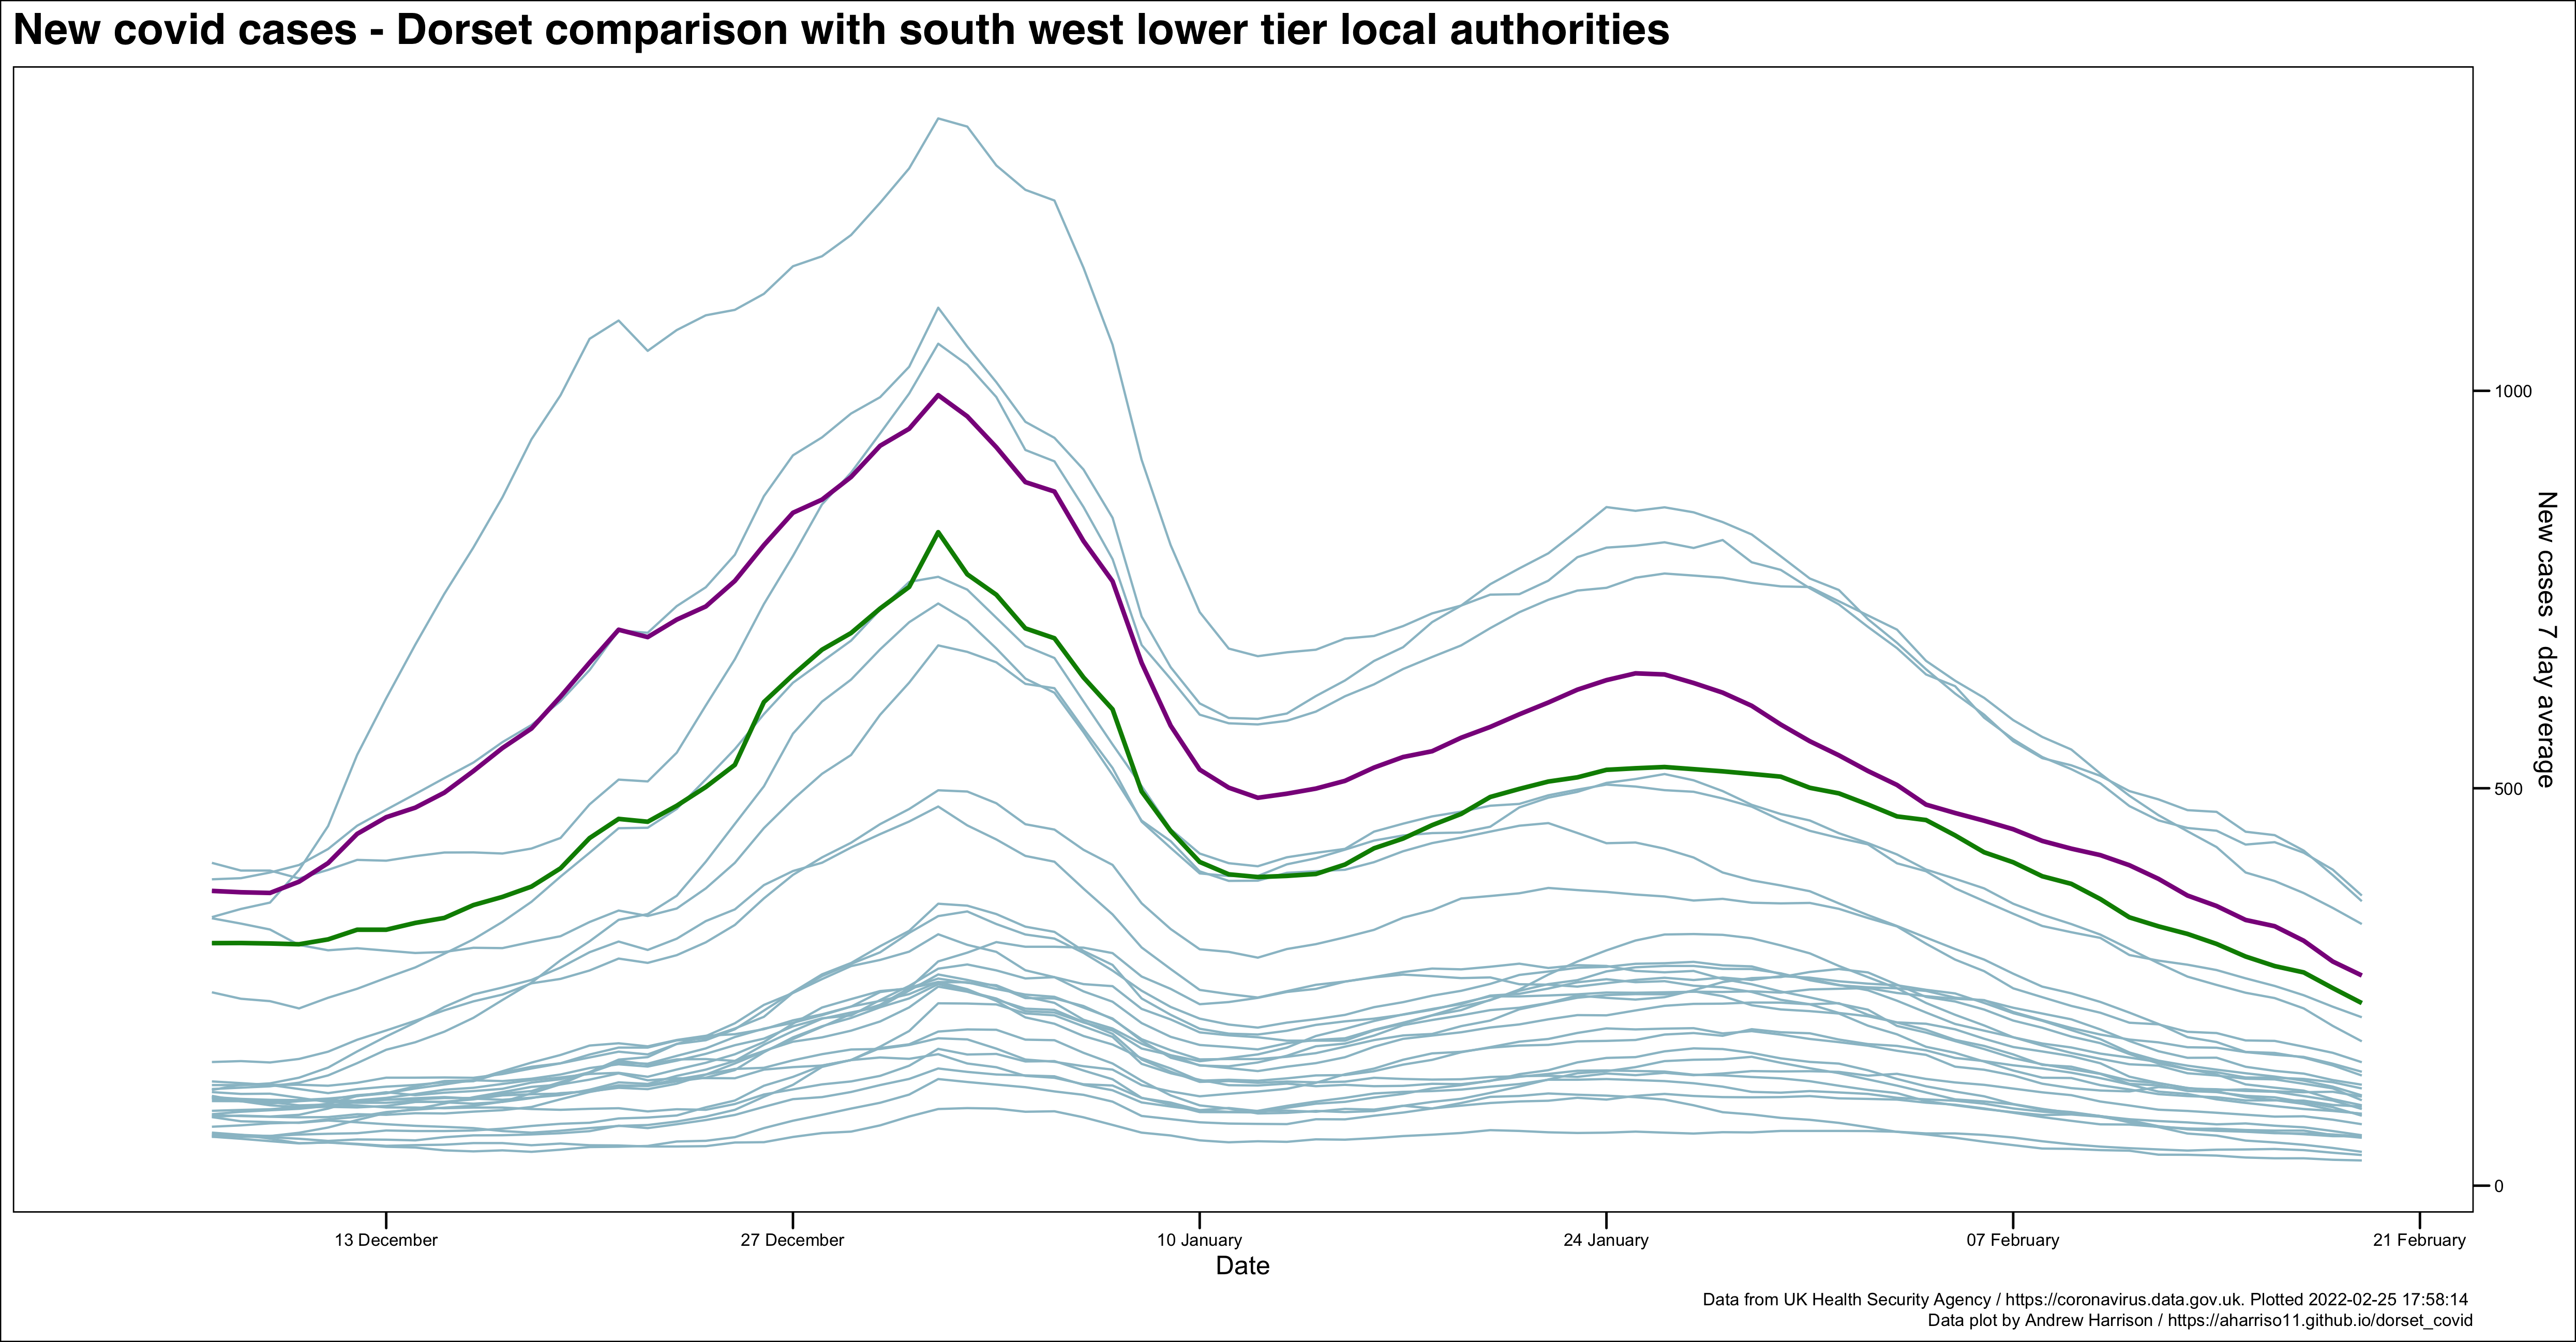 New covid cases - Dorset comparison with south west lower tier local authorities
1000
500
0
New cases 7 day average
13 December
27 December
10 January
24 January
07 February
21 February
Date
Data from UK Health Security Agency / https://coronavirus.data.gov.uk. Plotted 2022-02-25 17:58:14
Data plot by Andrew Harrison / https://aharriso11.github.io/dorset_covid